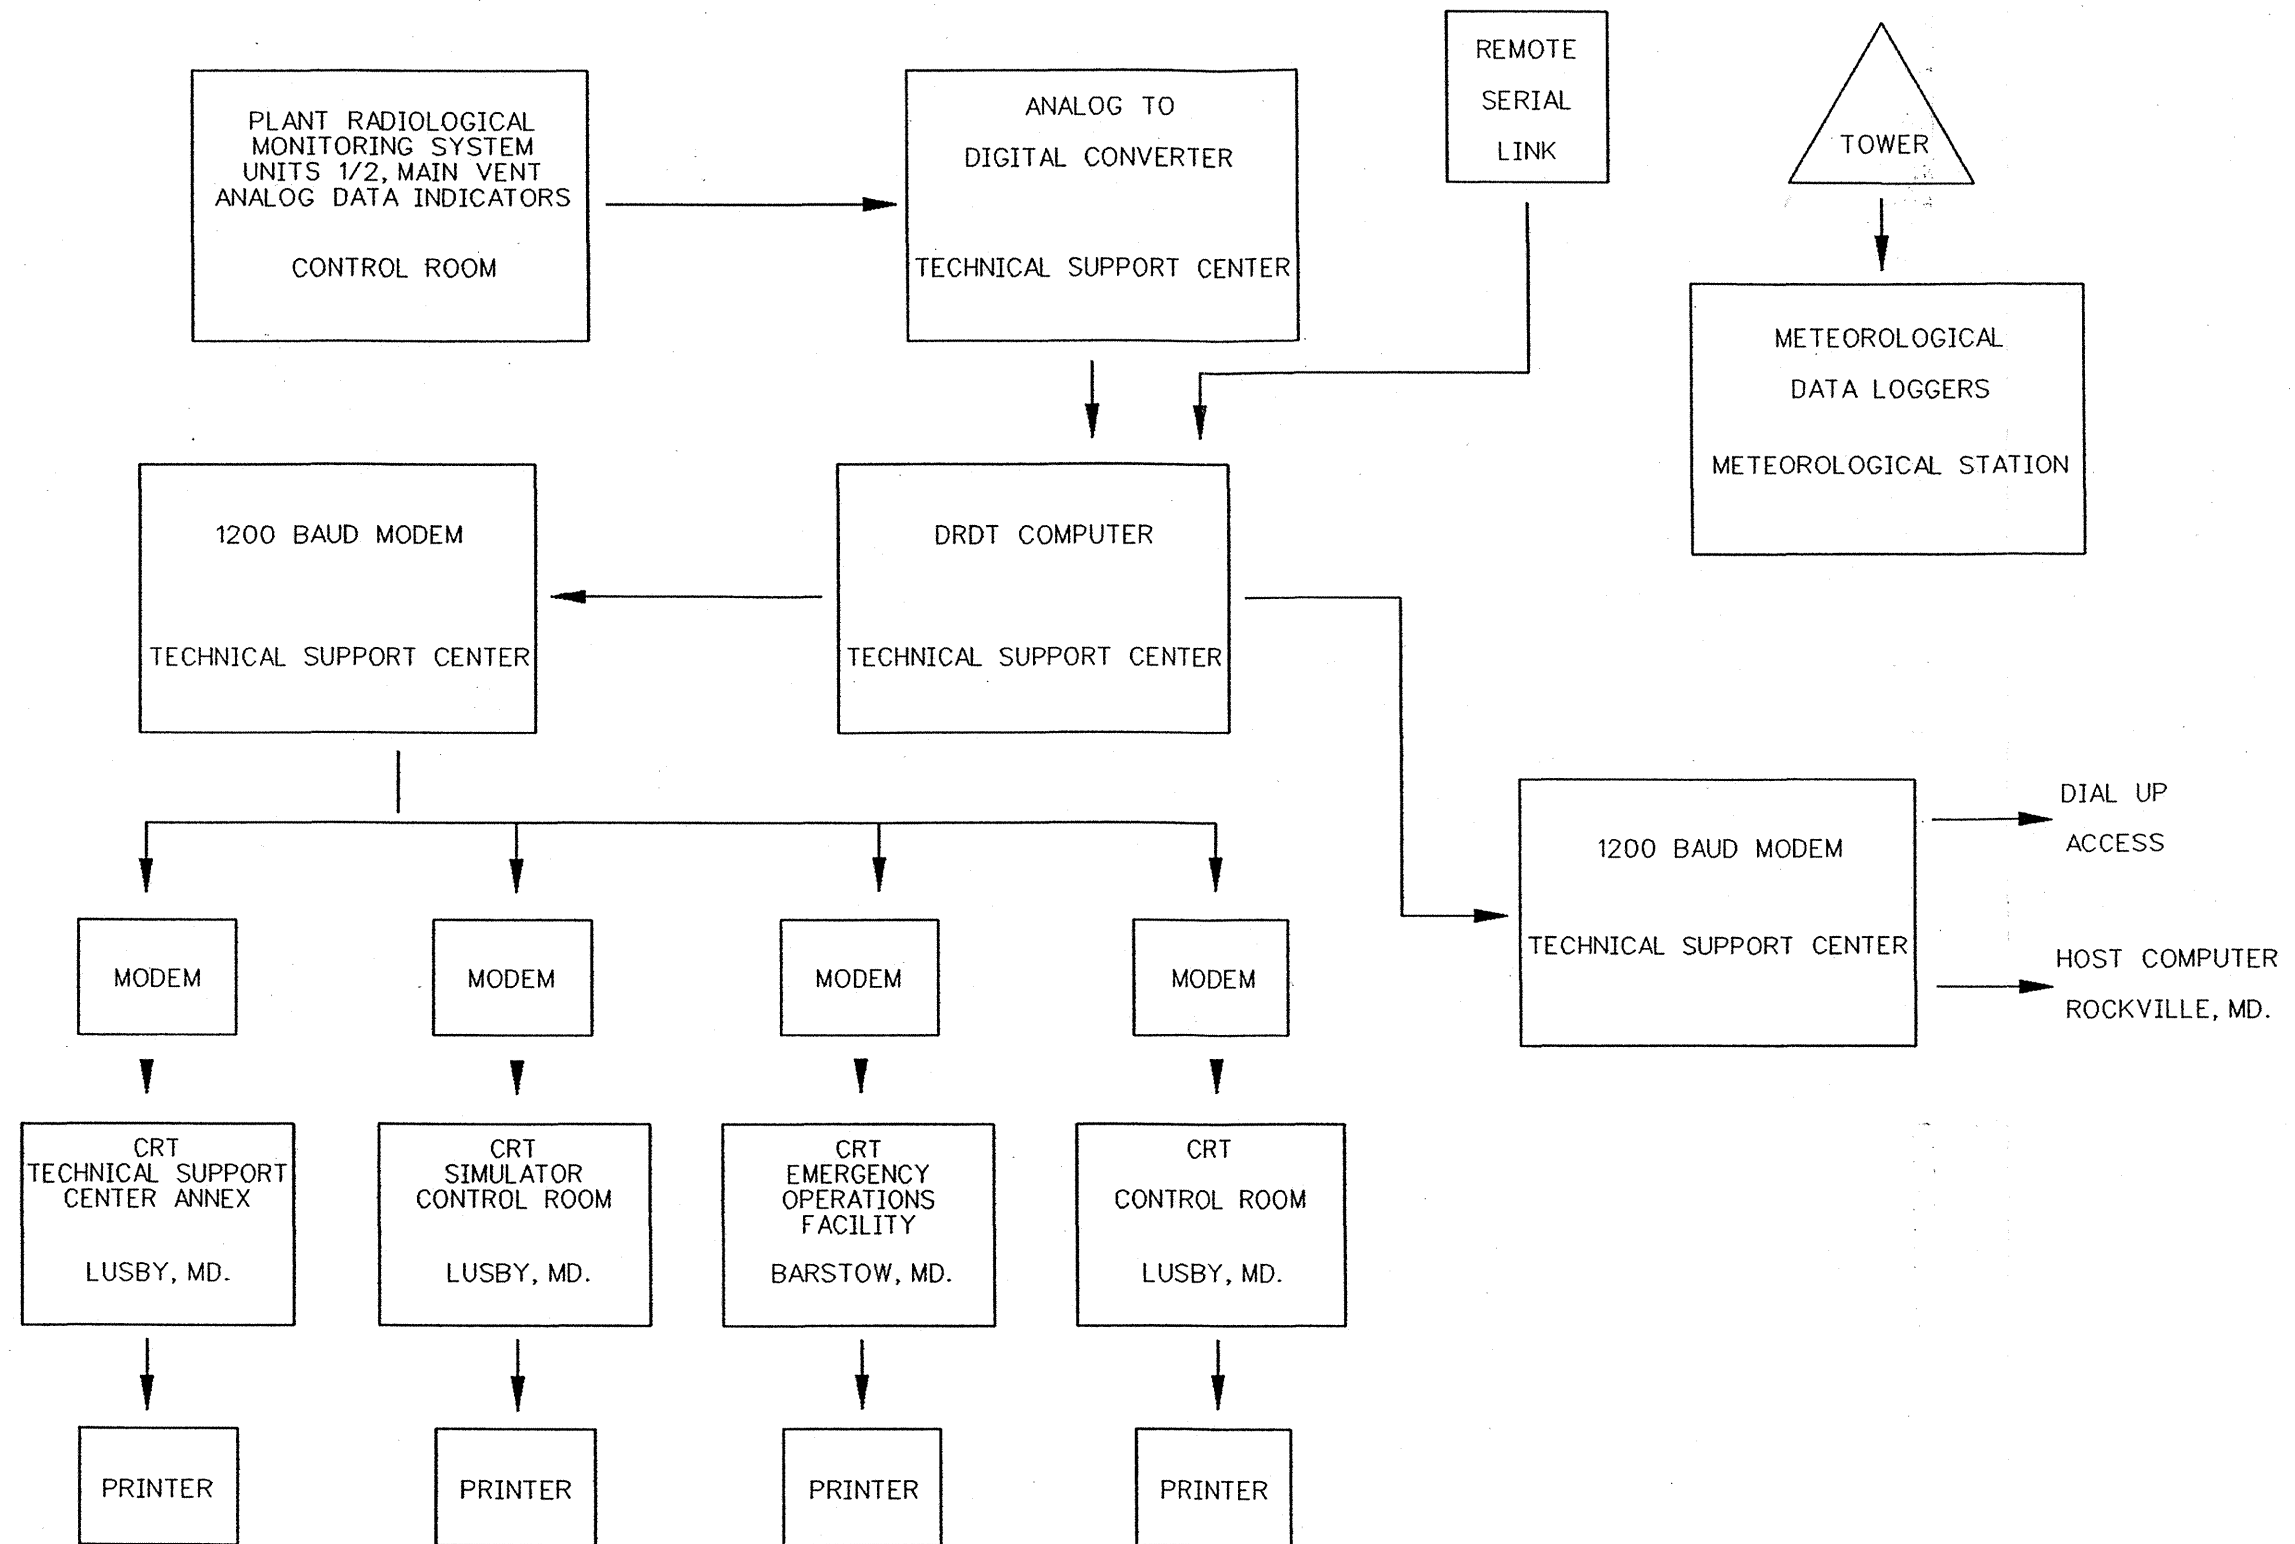 PLANT RADIOLOGICAL
MONITORING SYSTEM
UNITS 1/2, MAIN VENT
ANALOG DATA INDICATORS
CONTROL ROOM
ANALOG TO
DIGITAL CONVERTER
TECHNICAL SUPPORT CENTER
REMOTE
SERIAL
LINK
TOWER
METEOROLOGICAL
DATA LOGGERS
METEOROLOGICAL STATION
1200 BAUD MODEM
TECHNICAL SUPPORT CENTER
DRDT COMPUTER
TECHNICAL SUPPORT CENTER
1200 BAUD MODEM
TECHNICAL SUPPORT CENTER
DIAL UP
ACCESS
HOST COMPUTER
ROCKVILLE, MD.
MODEM
MODEM
MODEM
MODEM
CRT
TECHNICAL SUPPORT
CENTER ANNEX
LUSBY, MD.
CRT
SIMULATOR
CONTROL ROOM
LUSBY, MD.
CRT
EMERGENCY
OPERATIONS
FACILITY
BARSTOW, MD.
CRT
CONTROL ROOM
LUSBY, MD.
PRINTER
PRINTER
PRINTER
PRINTER